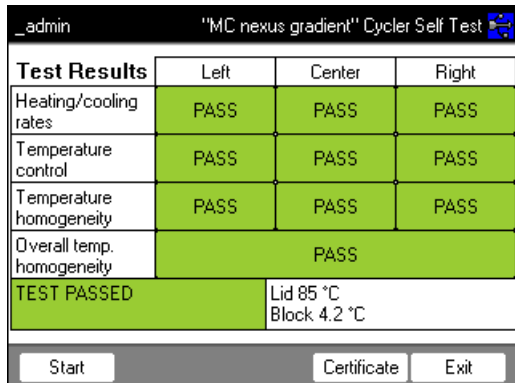 _admin "MC nexus gradient" Cycler Self Test
Test Results Left Center Right
Heating/cooling
rates PASS PASS PASS
Temperature
control PASS PASS PASS
Temperature
homogeneity PASS PASS PASS
Overall temp.
homogeneity PASS
TEST PASSED Lid 85 °C
Block 4.2 °C
Start Certificate Exit